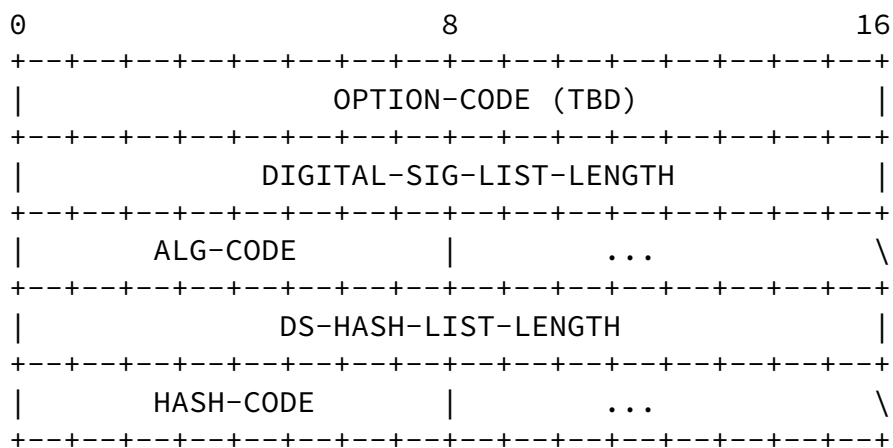 0 8 16
+--+--+--+--+--+--+--+--+--+--+--+--+--+--+--+--+
| OPTION-CODE (TBD) |
+--+--+--+--+--+--+--+--+--+--+--+--+--+--+--+--+
| DIGITAL-SIG-LIST-LENGTH |
+--+--+--+--+--+--+--+--+--+--+--+--+--+--+--+--+
| ALG-CODE | ... \
+--+--+--+--+--+--+--+--+--+--+--+--+--+--+--+--+
| DS-HASH-LIST-LENGTH |
+--+--+--+--+--+--+--+--+--+--+--+--+--+--+--+--+
| HASH-CODE | ... \
+--+--+--+--+--+--+--+--+--+--+--+--+--+--+--+--+